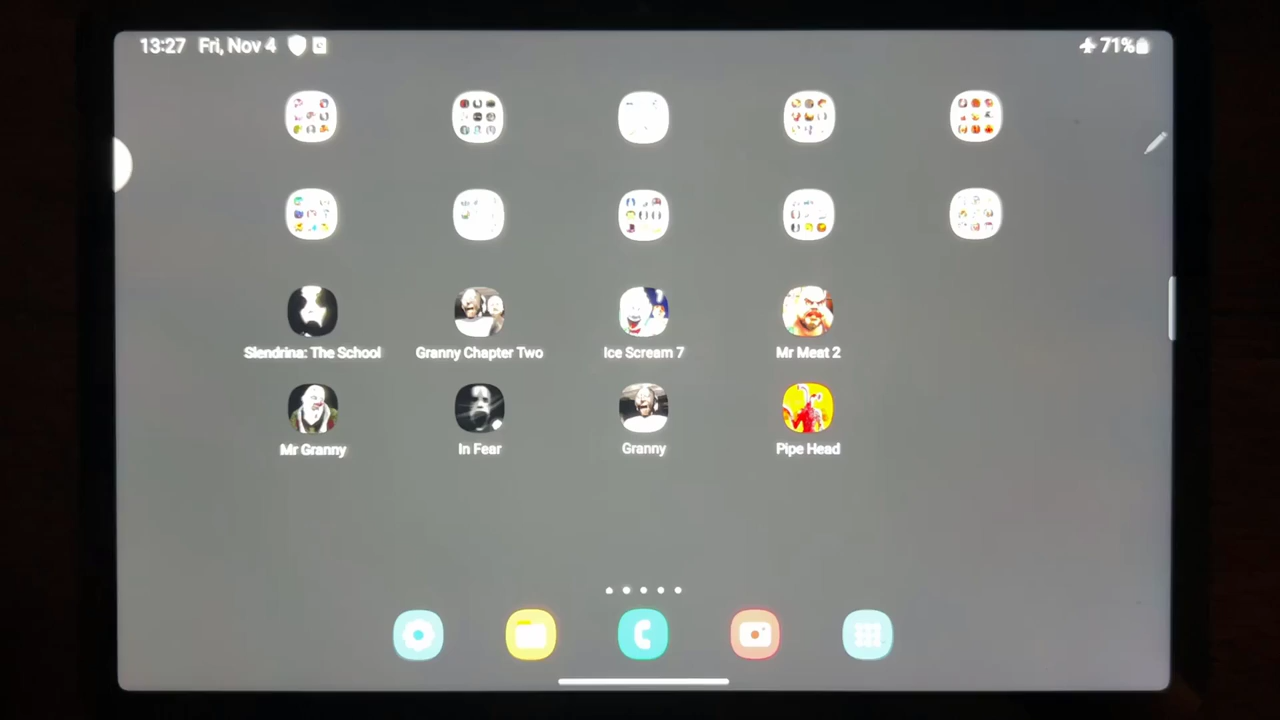 13:27 Fri, Nov 4 71%
Slendrina: The School Granny Chapter Two Ice Scream 7 Mr Meat 2
Mr Granny In Fear Granny Pipe Head